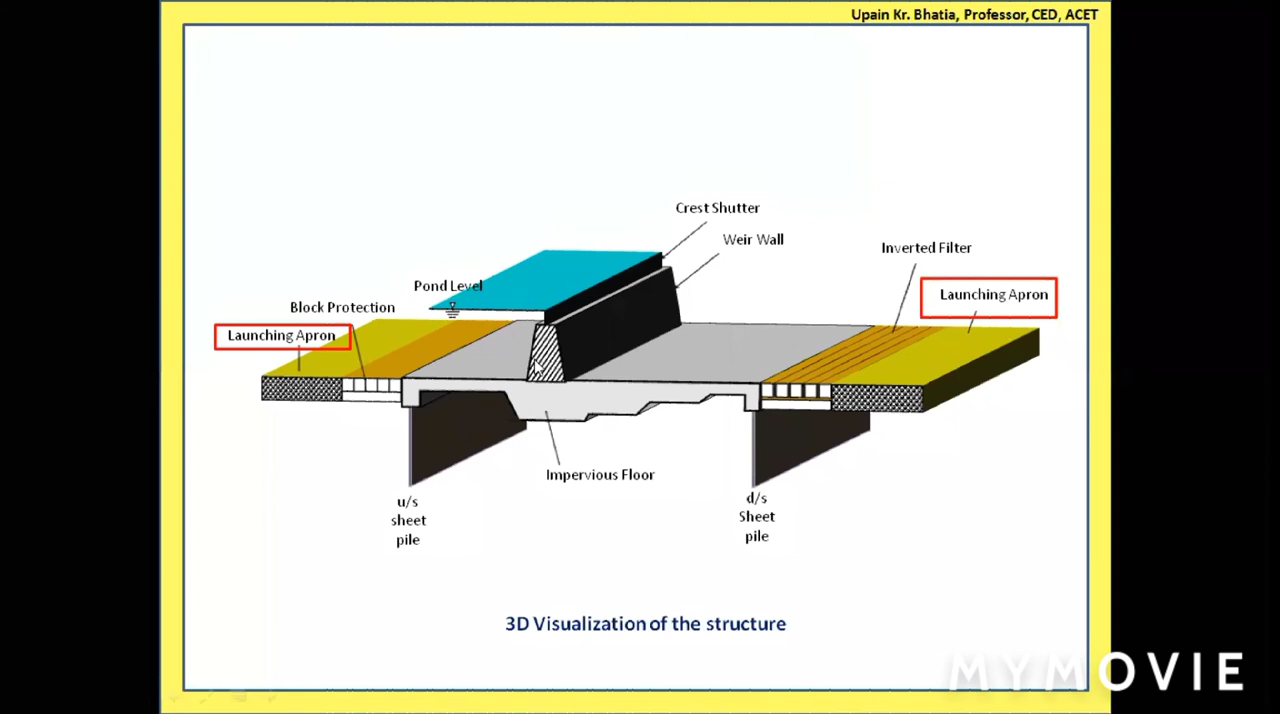 Upain Kr. Bhatia, Professor, CED, ACET
Crest Shutter
Weir Wall
Inverted Filter
Pond Level
Launching Apron
Block Protection
Launching Apron
Impervious Floor
u/s
sheet
pile
d/s
Sheet
pile
3D Visualization of the structure
MYMOVIE